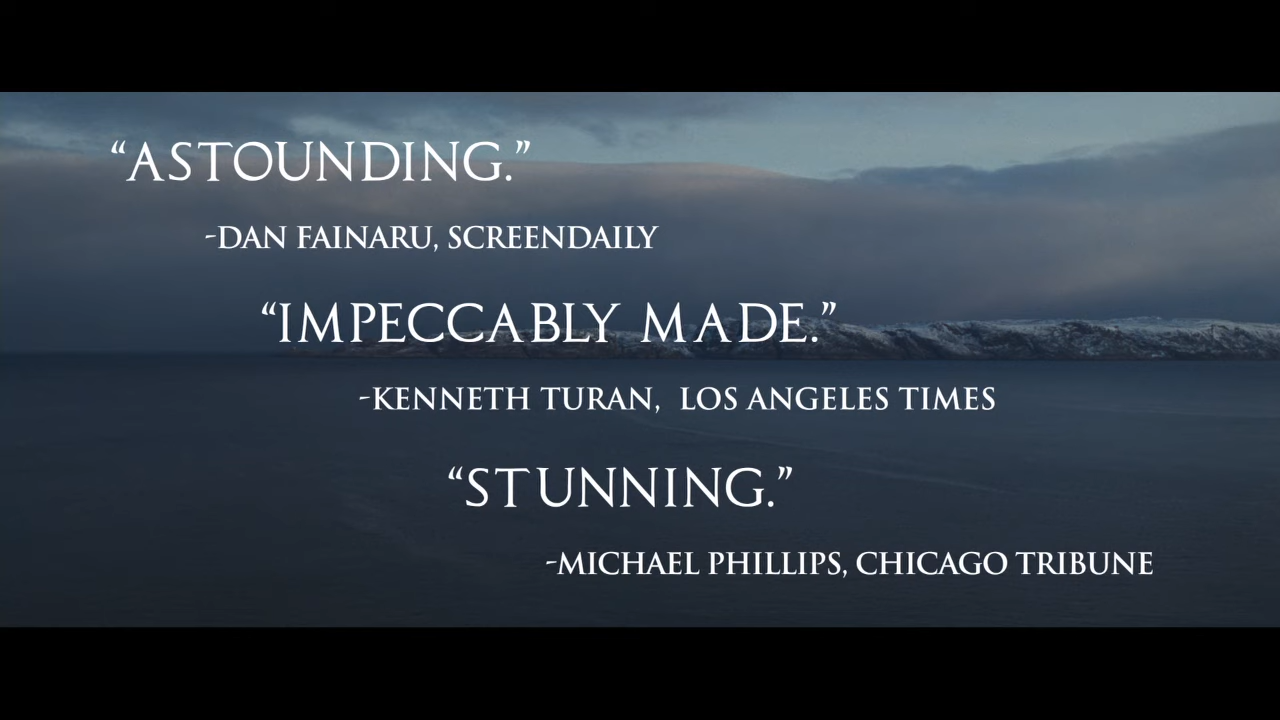 “ASTOUNDING.”
-DAN FAINARU, SCREENDAILY
“IMPECCABLY MADE.”
-KENNETH TURAN, LOS ANGELES TIMES
“STUNNING.”
-MICHAEL PHILLIPS, CHICAGO TRIBUNE